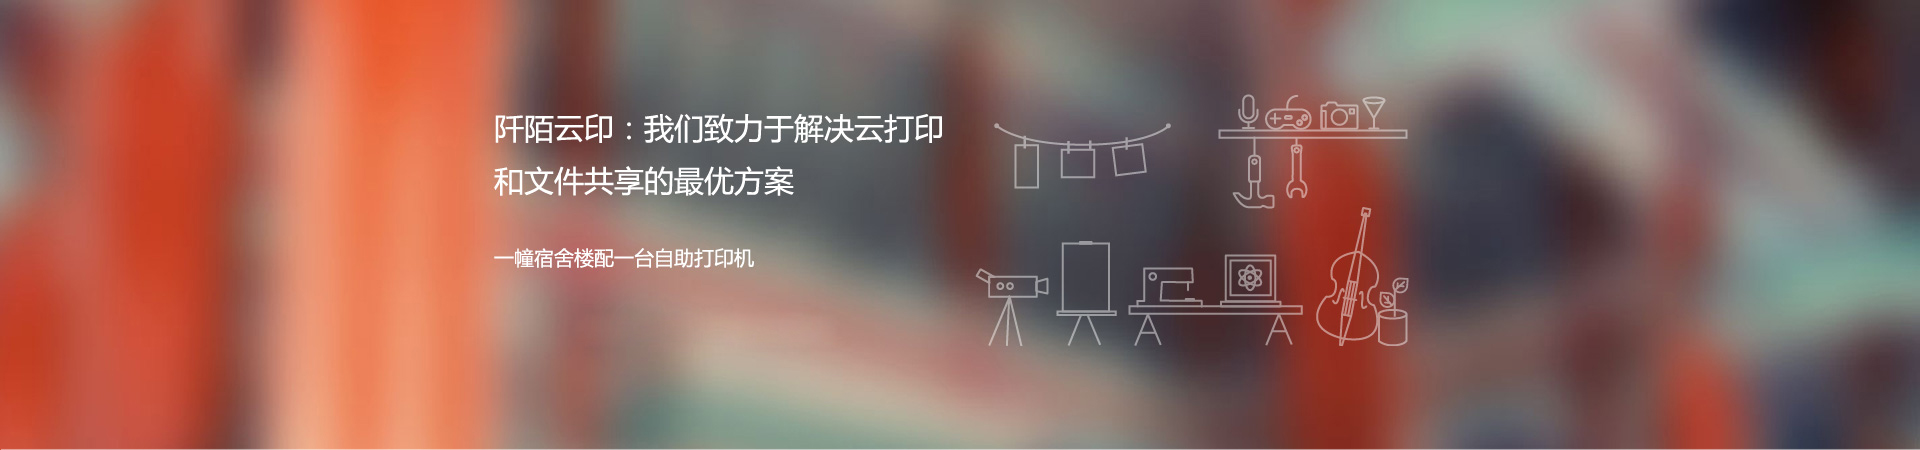 阡陌云印：我们致力于解决云打印
和文件共享的最优方案
一幢宿舍楼配一台自助打印机